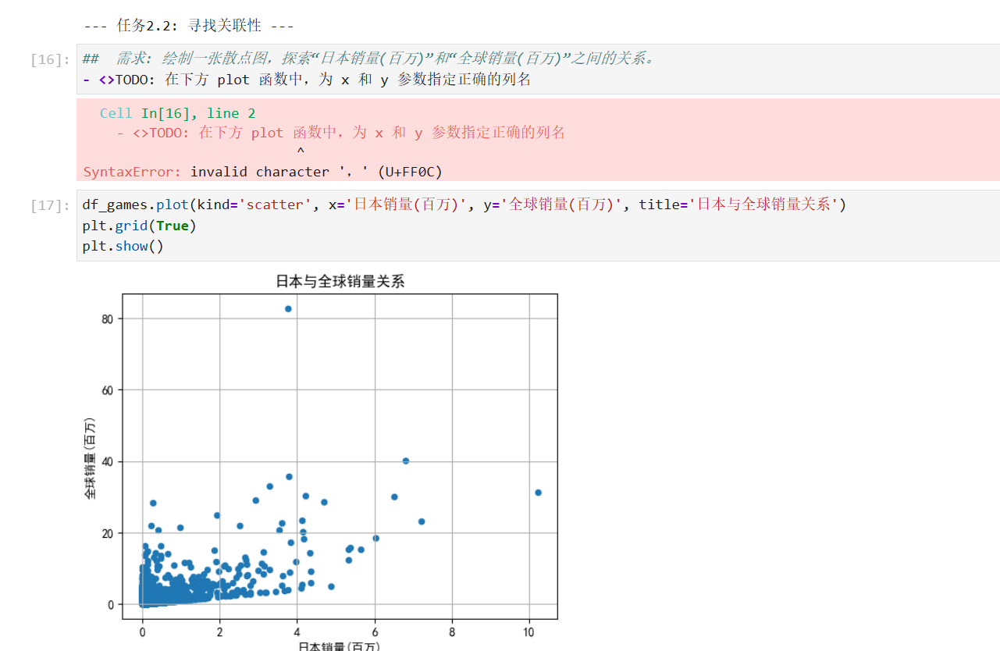 --- 任务2.2: 寻找关联性 ---
[16]: ##  需求: 绘制一张散点图，探索“日本销量(百万)”和“全球销量(百万)”之间的关系。
- <>TODO: 在下方 plot 函数中，为 x 和 y 参数指定正确的列名
Cell In[16], line 2
- <>TODO: 在下方 plot 函数中，为 x 和 y 参数指定正确的列名
^
SyntaxError: invalid character '，' (U+FF0C)
[17]: df_games.plot(kind='scatter', x='日本销量(百万)', y='全球销量(百万)', title='日本与全球销量关系')
plt.grid(True)
plt.show()
日本与全球销量关系
80
60
40
20
0
全球销量(百万)
0 2 4 6 8 10
日本销量(百万)